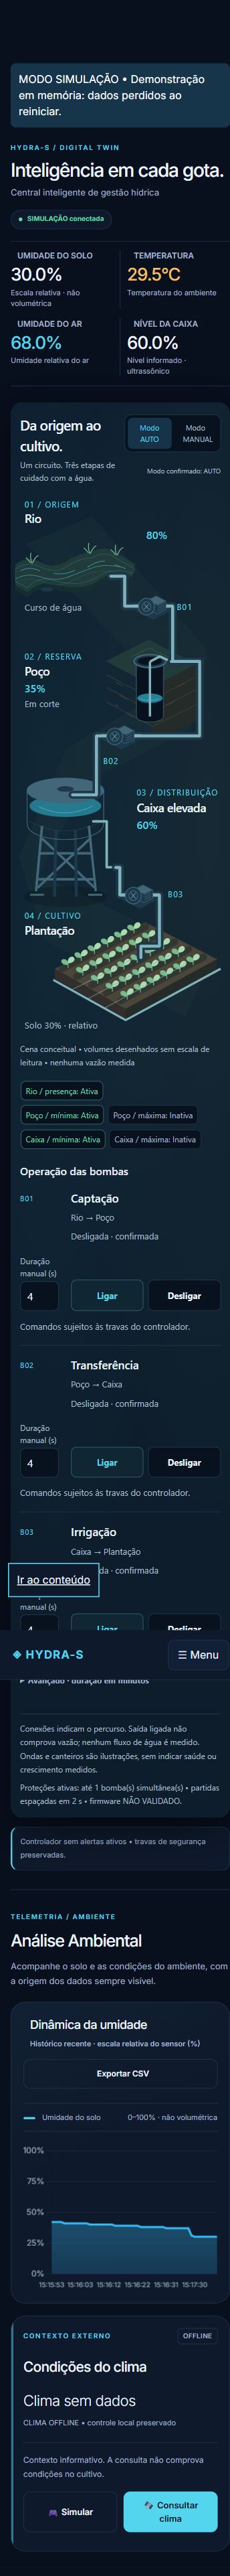 MODO SIMULAÇÃO • Demonstração
em memória: dados perdidos ao
reiniciar.
HYDRA-S / DIGITAL TWIN
Inteligência em cada gota.
Central inteligente de gestão hídrica
SIMULAÇÃO conectada
UMIDADE DO SOLO
30.0%
Escala relativa · não
volumétrica
TEMPERATURA
29.5°C
Temperatura do ambiente
UMIDADE DO AR
68.0%
Umidade relativa do ar
NÍVEL DA CAIXA
60.0%
Nível informado ·
ultrassônico
Da origem ao
cultivo.
Um circuito. Três etapas de
cuidado com a água.
Modo
AUTO
Modo
MANUAL
Modo confirmado: AUTO
01 / ORIGEM
Rio
80%
Curso de água
B01
02 / RESERVA
Poço
35%
Em corte
B02
03 / DISTRIBUIÇÃO
Caixa elevada
60%
B03
04 / CULTIVO
Plantação
Solo 30% · relativo
Cena conceitual • volumes desenhados sem escala de
leitura • nenhuma vazão medida
Rio / presença: Ativa
Poço / mínima: Ativa
Poço / máxima: Inativa
Caixa / mínima: Ativa
Caixa / máxima: Inativa
Operação das bombas
B01
Captação
Rio → Poço
Desligada · confirmada
Duração
manual (s)
4
Ligar
Desligar
Comandos sujeitos às travas do controlador.
B02
Transferência
Poço → Caixa
Desligada · confirmada
Duração
manual (s)
4
Ligar
Desligar
Comandos sujeitos às travas do controlador.
B03
Irrigação
Caixa → Plantação
da · confirmada
Ir ao conteúdo
manual (s)
4
Ligar
Desligar
HYDRA-S
☰ Menu
Avançado · duração em minutos
Conexões indicam o percurso. Saída ligada não
comprova vazão; nenhum fluxo de água é medido.
Ondas e canteiros são ilustrações, sem indicar saúde ou
crescimento medidos.
Proteções ativas: até 1 bomba(s) simultânea(s) • partidas
espaçadas em 2 s • firmware NÃO VALIDADO.
Controlador sem alertas ativos • travas de segurança
preservadas.
TELEMETRIA / AMBIENTE
Análise Ambiental
Acompanhe o solo e as condições do ambiente, com
a origem dos dados sempre visível.
Dinâmica da umidade
Histórico recente · escala relativa do sensor (%)
Exportar CSV
Umidade do solo
0–100% · não volumétrica
100%
75%
50%
25%
0%
15:15:53 15:16:03 15:16:12 15:16:22 15:16:31 15:17:30
CONTEXTO EXTERNO
OFFLINE
Condições do clima
Clima sem dados
CLIMA OFFLINE • controle local preservado
Contexto informativo. A consulta não comprova
condições no cultivo.
Simular
Consultar
clima